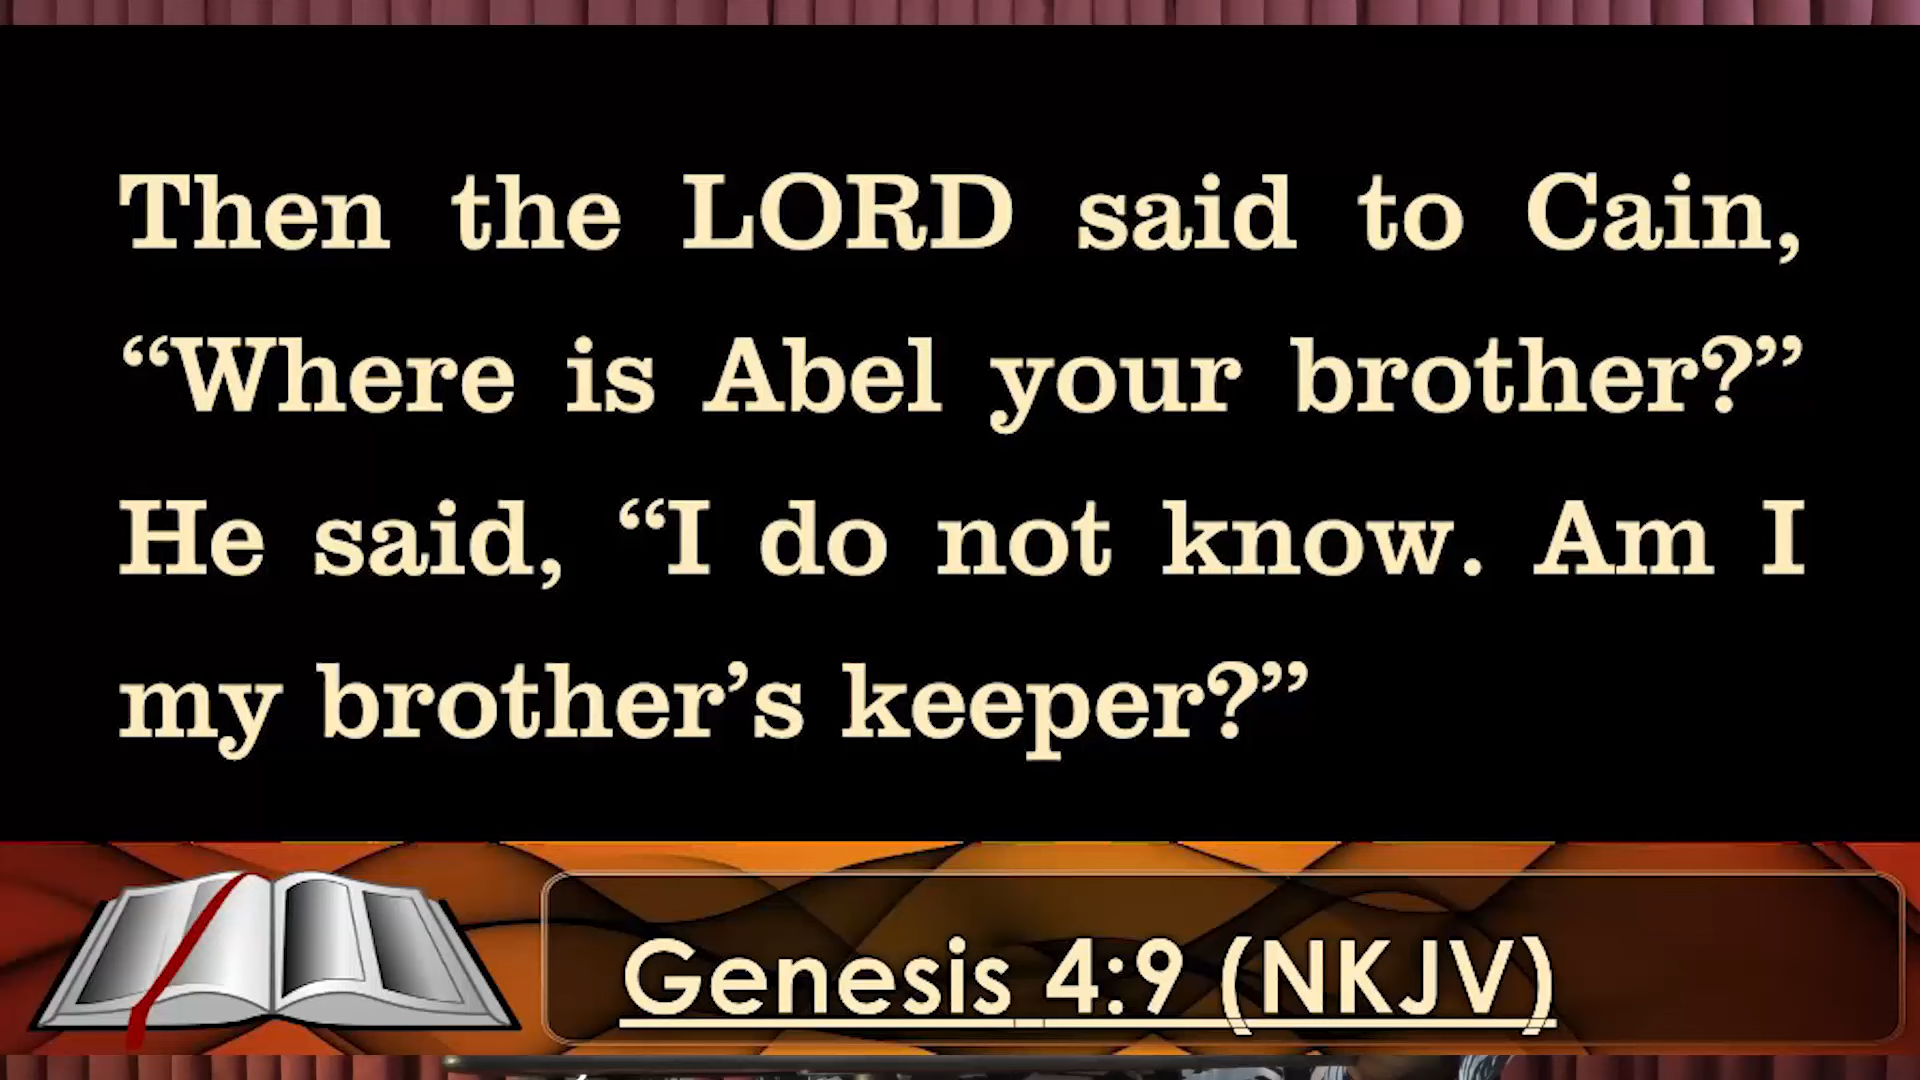 Then the LORD said to Cain,
“Where is Abel your brother?”
He said, “I do not know. Am I
my brother’s keeper?”
Genesis 4:9 (NKJV)